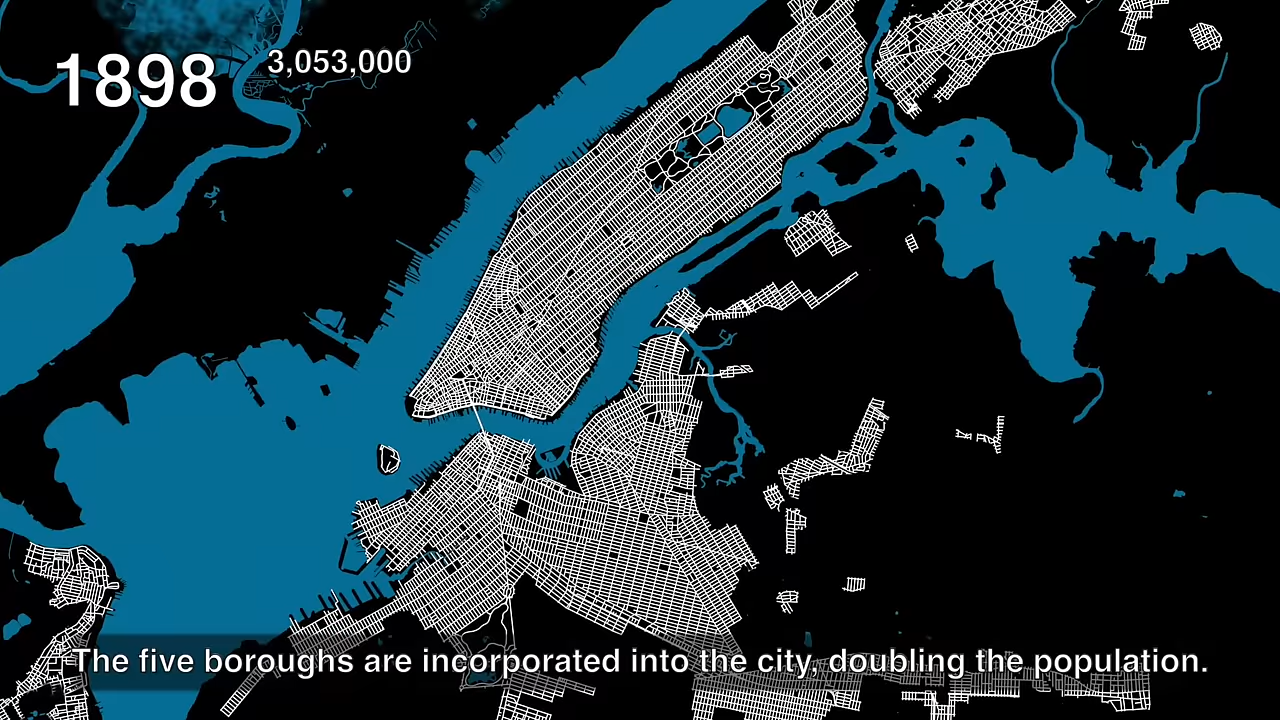 1898
3,053,000
The five boroughs are incorporated into the city, doubling the population.